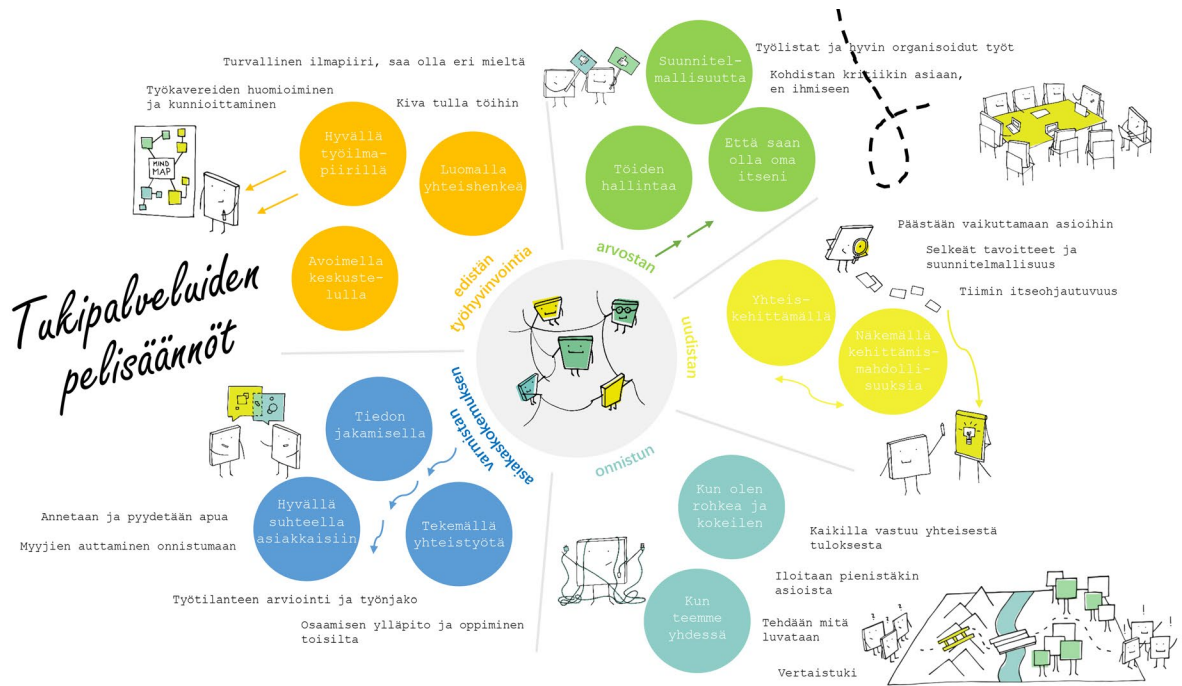 Tukipalveluiden
pelisäännöt
Turvallinen ilmapiiri, saa olla eri mieltä
Työkavereiden huomioiminen
ja kunnioittaminen
Kiva tulla töihin
MIND
MAP
Hyvällä
työilma-
piirillä
Luomalla
yhteishenkeä
Avoimella
keskuste-
lulla
edistän
työhyvinvointia
Suunnitel-
mallisuutta
Työlistat ja hyvin organisoidut työt
Kohdistan kritiikin asiaan,
en ihmiseen
Töiden
hallintaa
Että saan
olla oma
itseni
arvostan
Päästään vaikuttamaan asioihin
Selkeät tavoitteet ja
suunnitelmallisuus
Tiimin itseohjautuvuus
Yhteis-
kehittämällä
Näkemällä
kehittämis-
mahdolli-
suuksia
uudistan
onnistun
Kun olen
rohkea ja
kokeilen
Kun
teemme
yhdessä
Kaikilla vastuu yhteisestä
tuloksesta
Iloitaan pienistäkin
asioista
Tehdään mitä
luvataan
Vertaistuki
varmistan
asiakaskokemuksen
Tiedon
jakamisella
Hyvällä
suhteella
asiakkaisiin
Tekemällä
yhteistyötä
Annetaan ja pyydetään apua
Myyjien auttaminen onnistumaan
Työtilanteen arviointi ja työnjako
Osaamisen ylläpito ja oppiminen
toisilta